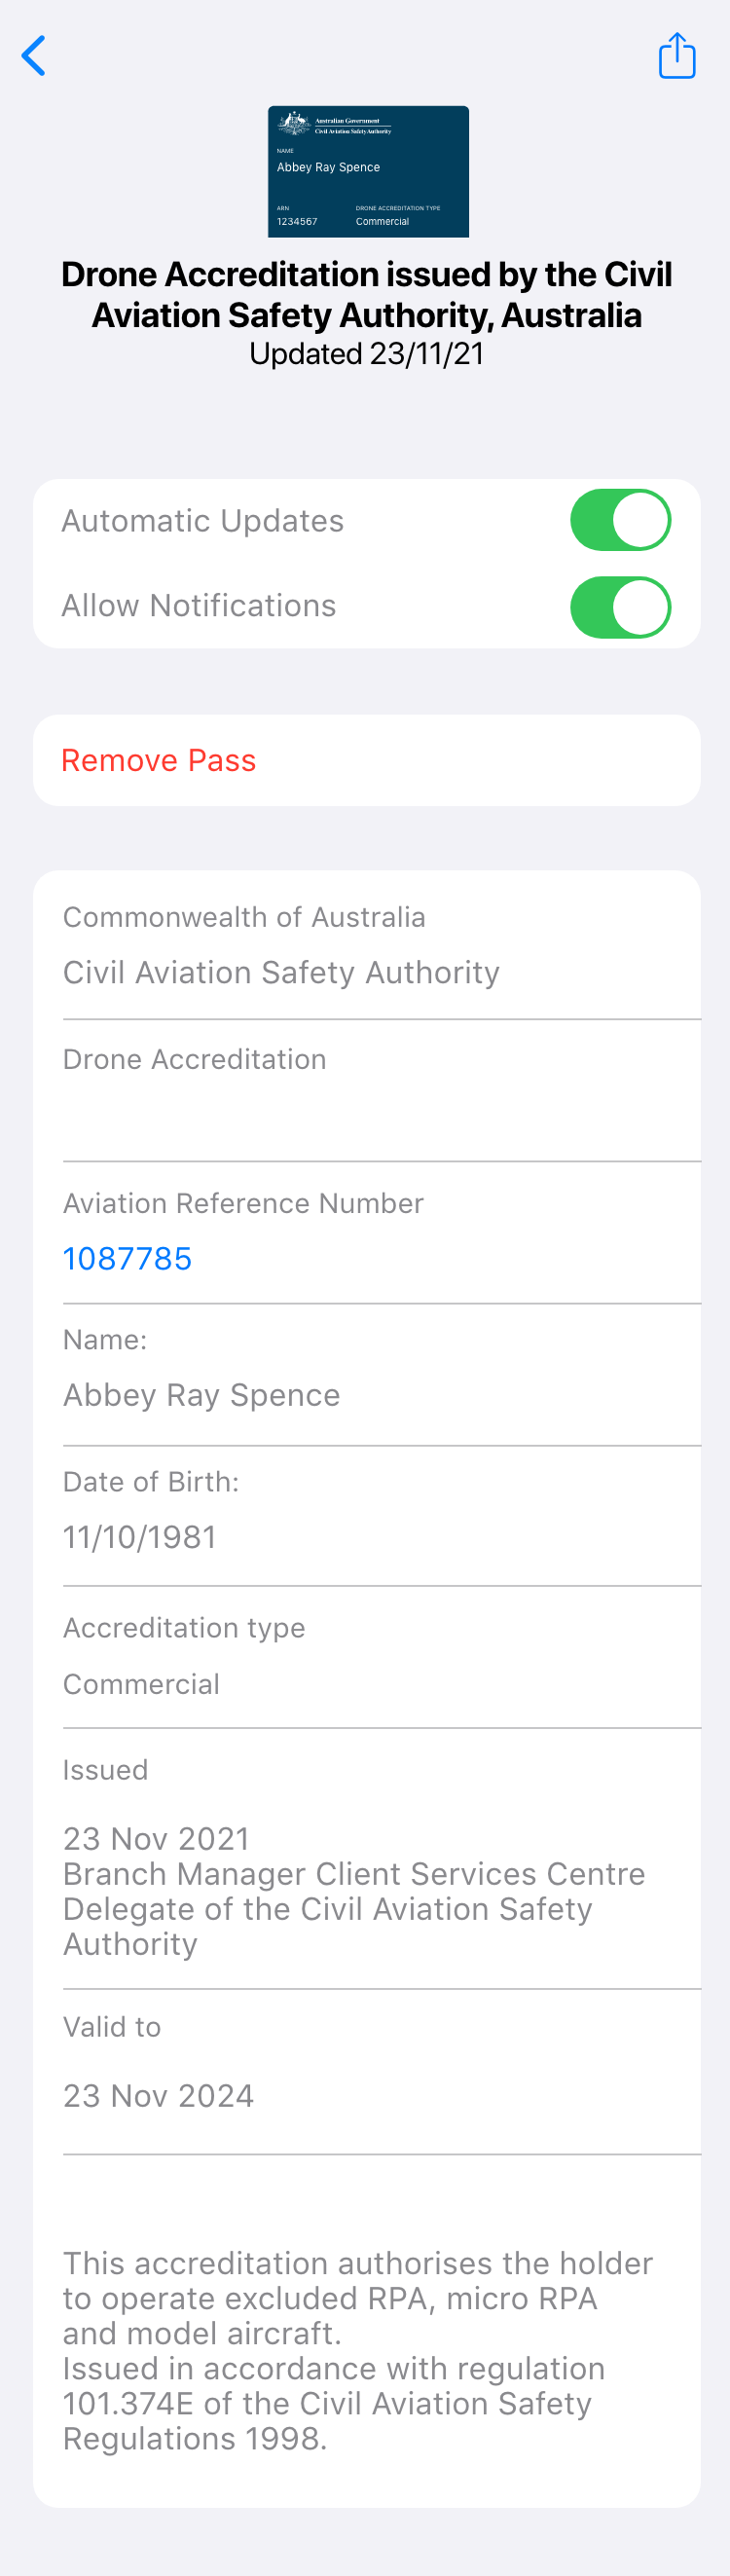 Australian Government
Civil Aviation Safety Authority
NAME
Abbey Ray Spence
ARN
DRONE ACCREDITATION TYPE
1234567
Commercial
Drone Accreditation issued by the Civil
Aviation Safety Authority, Australia
Updated 23/11/21
Automatic Updates
Allow Notifications
Remove Pass
Commonwealth of Australia
Civil Aviation Safety Authority
Drone Accreditation
Aviation Reference Number
1087785
Name:
Abbey Ray Spence
Date of Birth:
11/10/1981
Accreditation type
Commercial
Issued
23 Nov 2021
Branch Manager Client Services Centre
Delegate of the Civil Aviation Safety
Authority
Valid to
23 Nov 2024
This accreditation authorises the holder
to operate excluded RPA, micro RPA
and model aircraft.
Issued in accordance with regulation
101.374E of the Civil Aviation Safety
Regulations 1998.